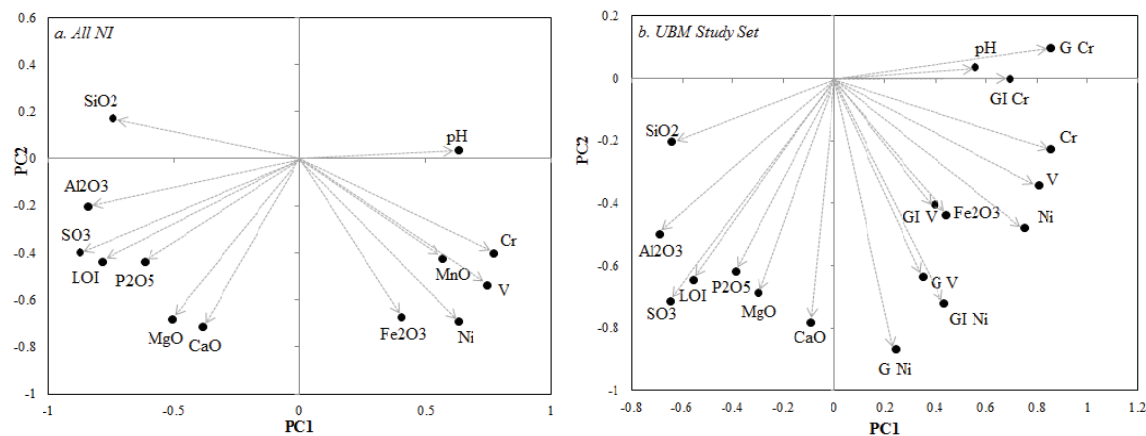 a. All NI
0.6
0.4
0.2
0
-0.2
-0.4
-0.6
-0.8
-1
PC2
SiO2
pH
Al2O3
SO3
LOI
P2O5
MgO
CaO
Cr
MnO
V
Fe2O3
Ni
-1
-0.5
0
0.5
1
PC1
b. UBM Study Set
0.2
0
-0.2
-0.4
-0.6
-0.8
-1
PC2
pH
G Cr
GI Cr
SiO2
Cr
V
GI V
Fe2O3
Ni
Al2O3
G V
LOI
P2O5
MgO
SO3
GI Ni
CaO
G Ni
-0.8
-0.6
-0.4
-0.2
0
0.2
0.4
0.6
0.8
1
1.2
PC1